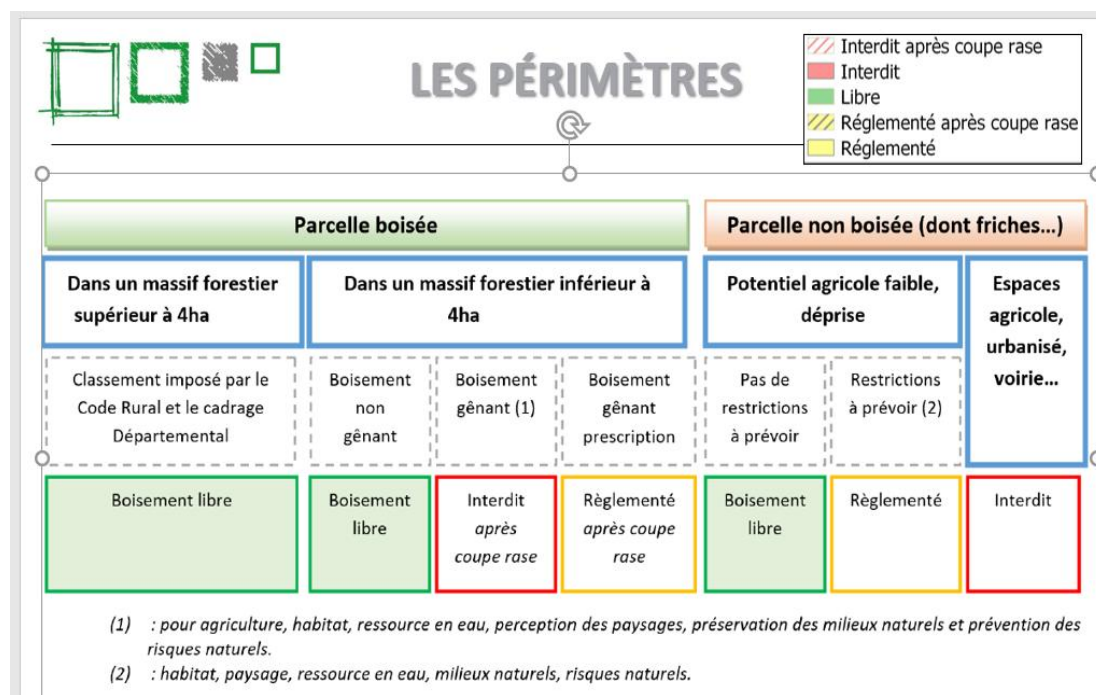 LES PÉRIMÈTRES
Interdit après coupe rase
Interdit
Libre
Réglementé après coupe rase
Réglementé
Parcelle boisée
Parcelle non boisée (dont friches...)
Dans un massif forestier
supérieur à 4ha
Dans un massif forestier inférieur à
4ha
Potentiel agricole faible,
déprise
Espaces
agricole,
urbanisé,
voirie...
Classement imposé par le
Code Rural et le cadrage
Départemental
Boisement
non
gênant
Boisement
gênant (1)
Boisement
gênant
prescription
Pas de
restrictions
à prévoir
Restrictions
à prévoir (2)
Boisement libre
Boisement
libre
Interdit
après
coupe rase
Règlementé
après coupe
rase
Boisement
libre
Règlementé
Interdit
(1) : pour agriculture, habitat, ressource en eau, perception des paysages, préservation des milieux naturels et prévention des
risques naturels.
(2) : habitat, paysage, ressource en eau, milieux naturels, risques naturels.